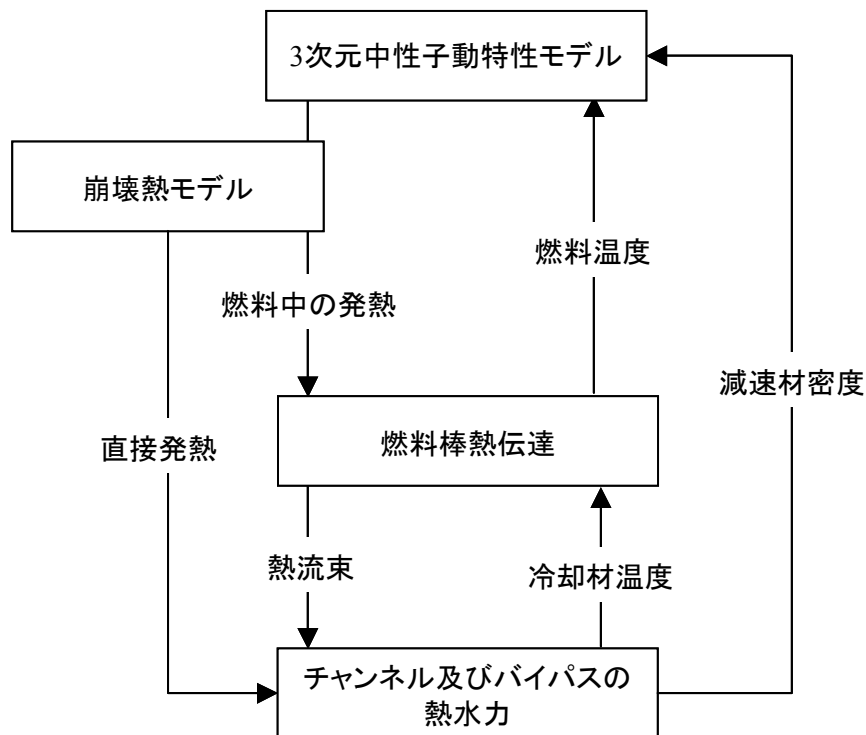 3次元中性子動特性モデル
崩壊熱モデル
燃料温度
燃料中の発熱
減速材密度
直接発熱
燃料棒熱伝達
熱流束
冷却材温度
チャンネル及びバイパスの
熱水力